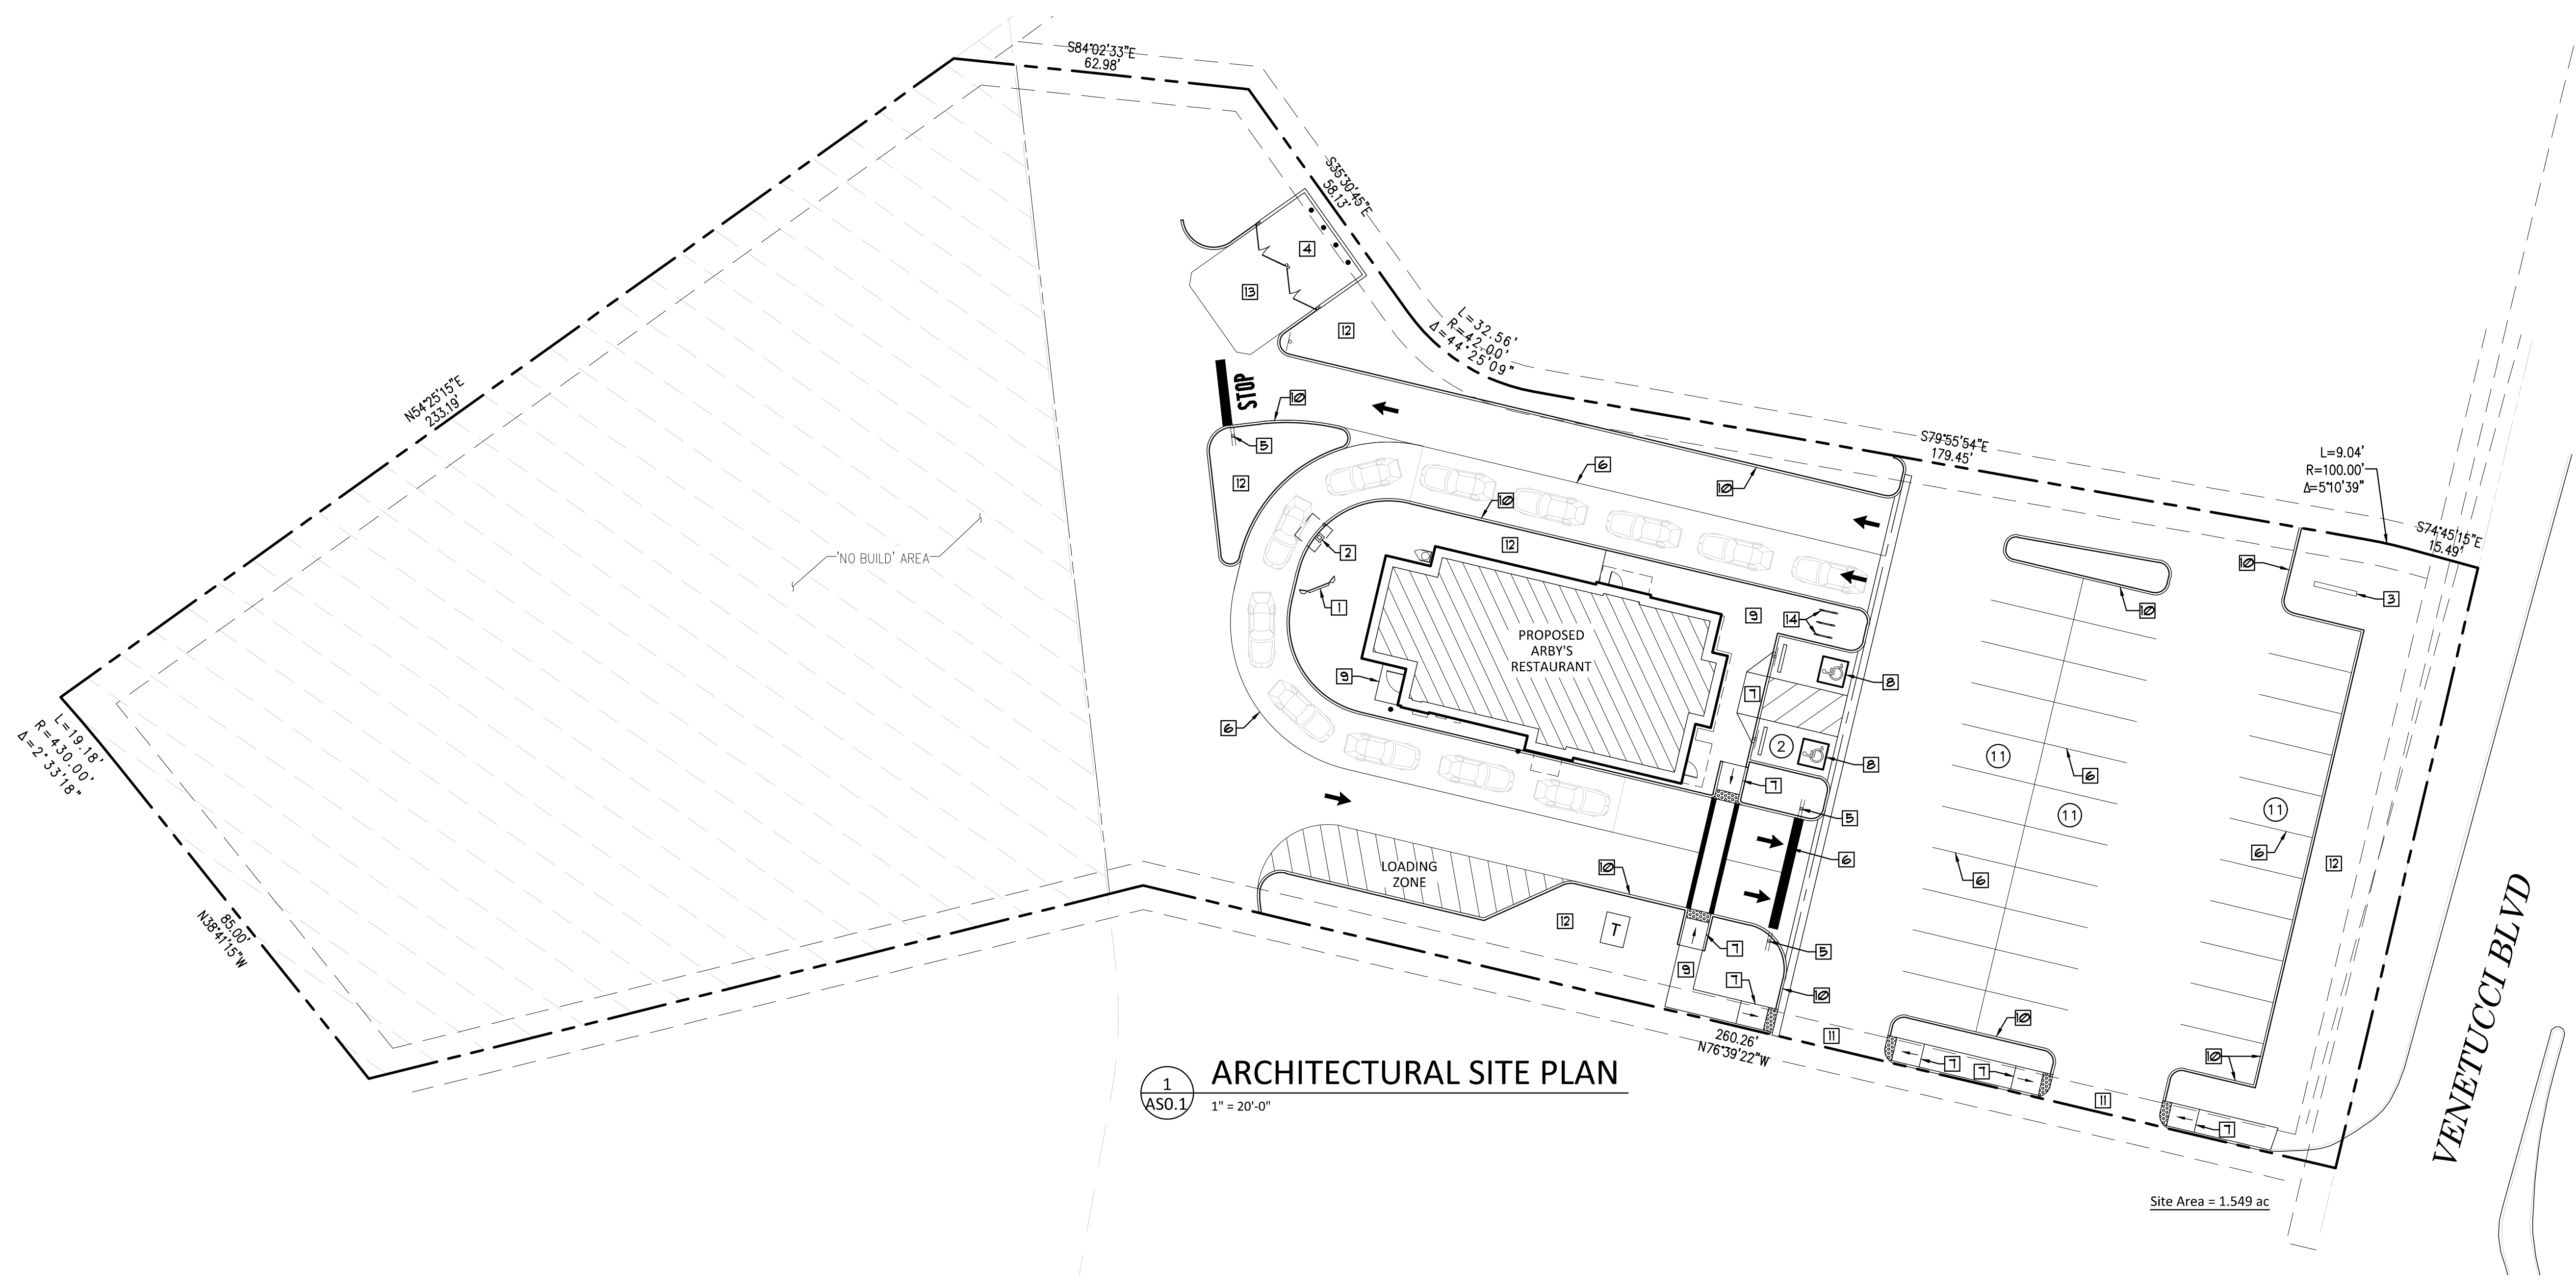 S84°02'33"E
62.98'
S35°30'45"E
58.13'
4
13
12
L=32.56'
R=42.00'
Δ=44°25'09"
N54°25'15"E
233.19'
STOP
10
5
12
6
10
10
S79°55'54"E
179.45'
L=9.04'
R=100.00'
Δ=5°10'39"
S74°45'15"E
15.49'
'NO BUILD' AREA
2
12
1
10
10
3
9
14
PROPOSED
ARBY'S
RESTAURANT
9
7
8
6
2
8
11
6
L=19.18'
R=430.00'
Δ=2°33'18"
7
5
11
11
6
6
6
12
LOADING
ZONE
10
12
T
7
5
9
7
10
85.00'
N38°41'15"W
260.26'
N76°39'22"W
11
10
7
7
11
10
7
VENETUCCI BLVD
1
AS0.1
ARCHITECTURAL SITE PLAN
1" = 20'-0"
Site Area = 1.549 ac